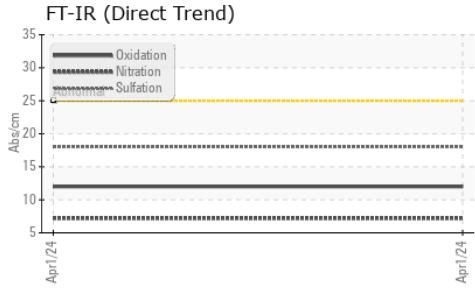 FT-IR (Direct Trend)
35
30
25
20
15
10
5
Abs/cm
Oxidation
Nitration
Sulfation
Abnormal
Apr1/24
Apr1/24